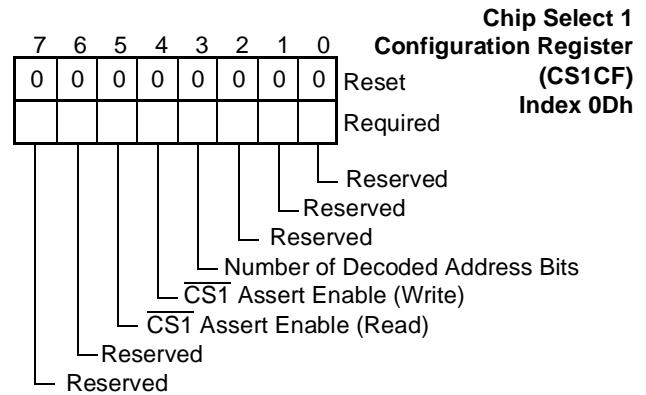 Chip Select 1
Configuration Register
(CS1CF)
Index 0Dh
7 6 5 4 3 2 1 0
0 0 0 0 0 0 0 0 Reset
Required
Reserved
Reserved
Reserved
Number of Decoded Address Bits
CS1 Assert Enable (Write)
CS1 Assert Enable (Read)
Reserved
Reserved